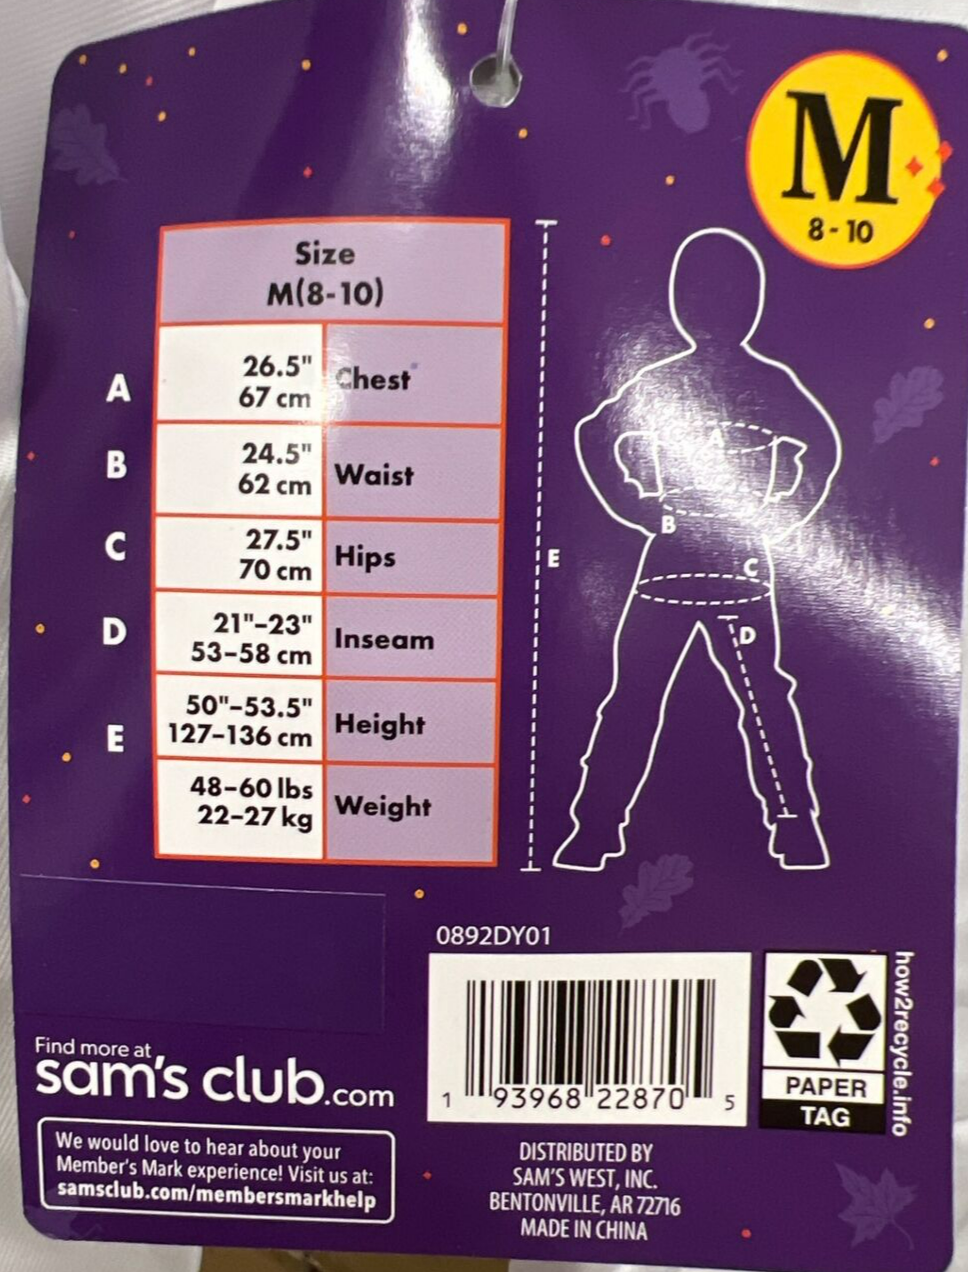 M
8 - 10
Size
M(8-10)
A
26.5"
67 cm
Chest
B
24.5"
62 cm
Waist
C
27.5"
70 cm
Hips
D
21"–23"
53–58 cm
Inseam
E
50"–53.5"
127–136 cm
Height
48–60 lbs
22–27 kg
Weight
A
B
C
D
E
0892DY01
1 93968 22870 5
how2recycle.info
PAPER
TAG
Find more at
sam's club.com
We would love to hear about your
Member's Mark experience! Visit us at:
samsclub.com/membersmarkhelp
DISTRIBUTED BY
SAM'S WEST, INC.
BENTONVILLE, AR 72716
MADE IN CHINA